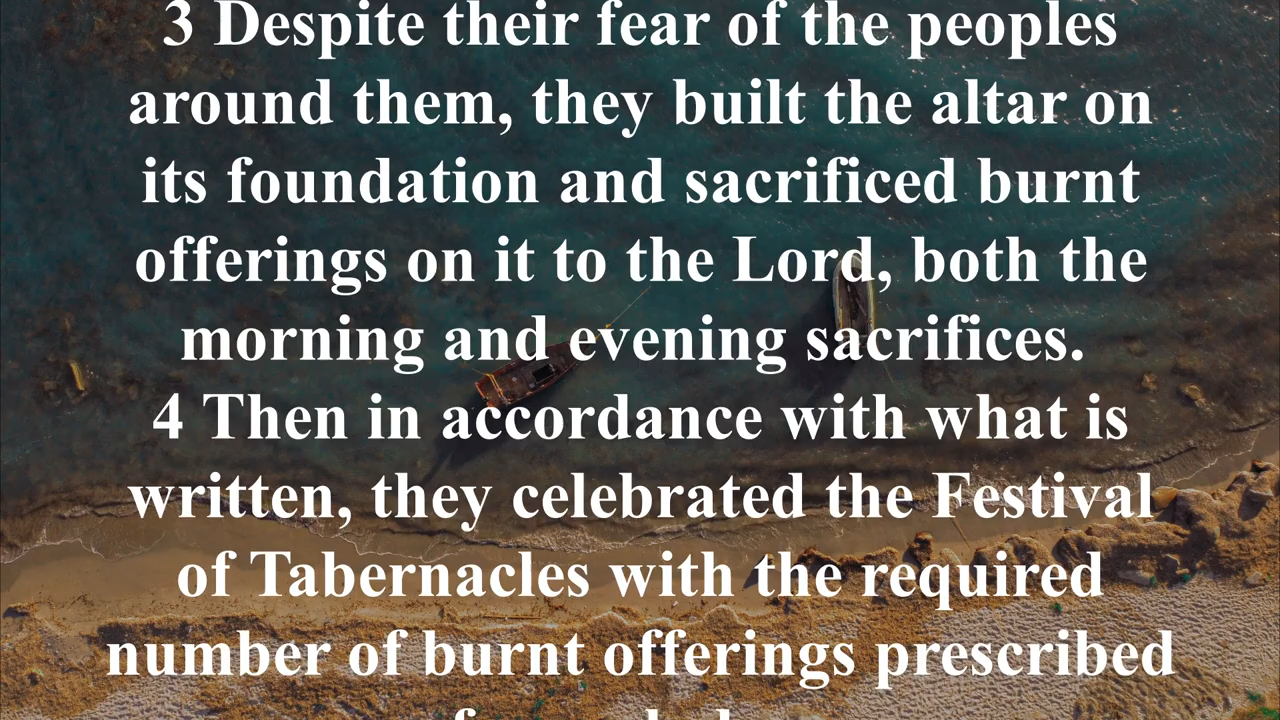 3 Despite their fear of the peoples
around them, they built the altar on
its foundation and sacrificed burnt
offerings on it to the Lord, both the
morning and evening sacrifices.
4 Then in accordance with what is
written, they celebrated the Festival
of Tabernacles with the required
number of burnt offerings prescribed